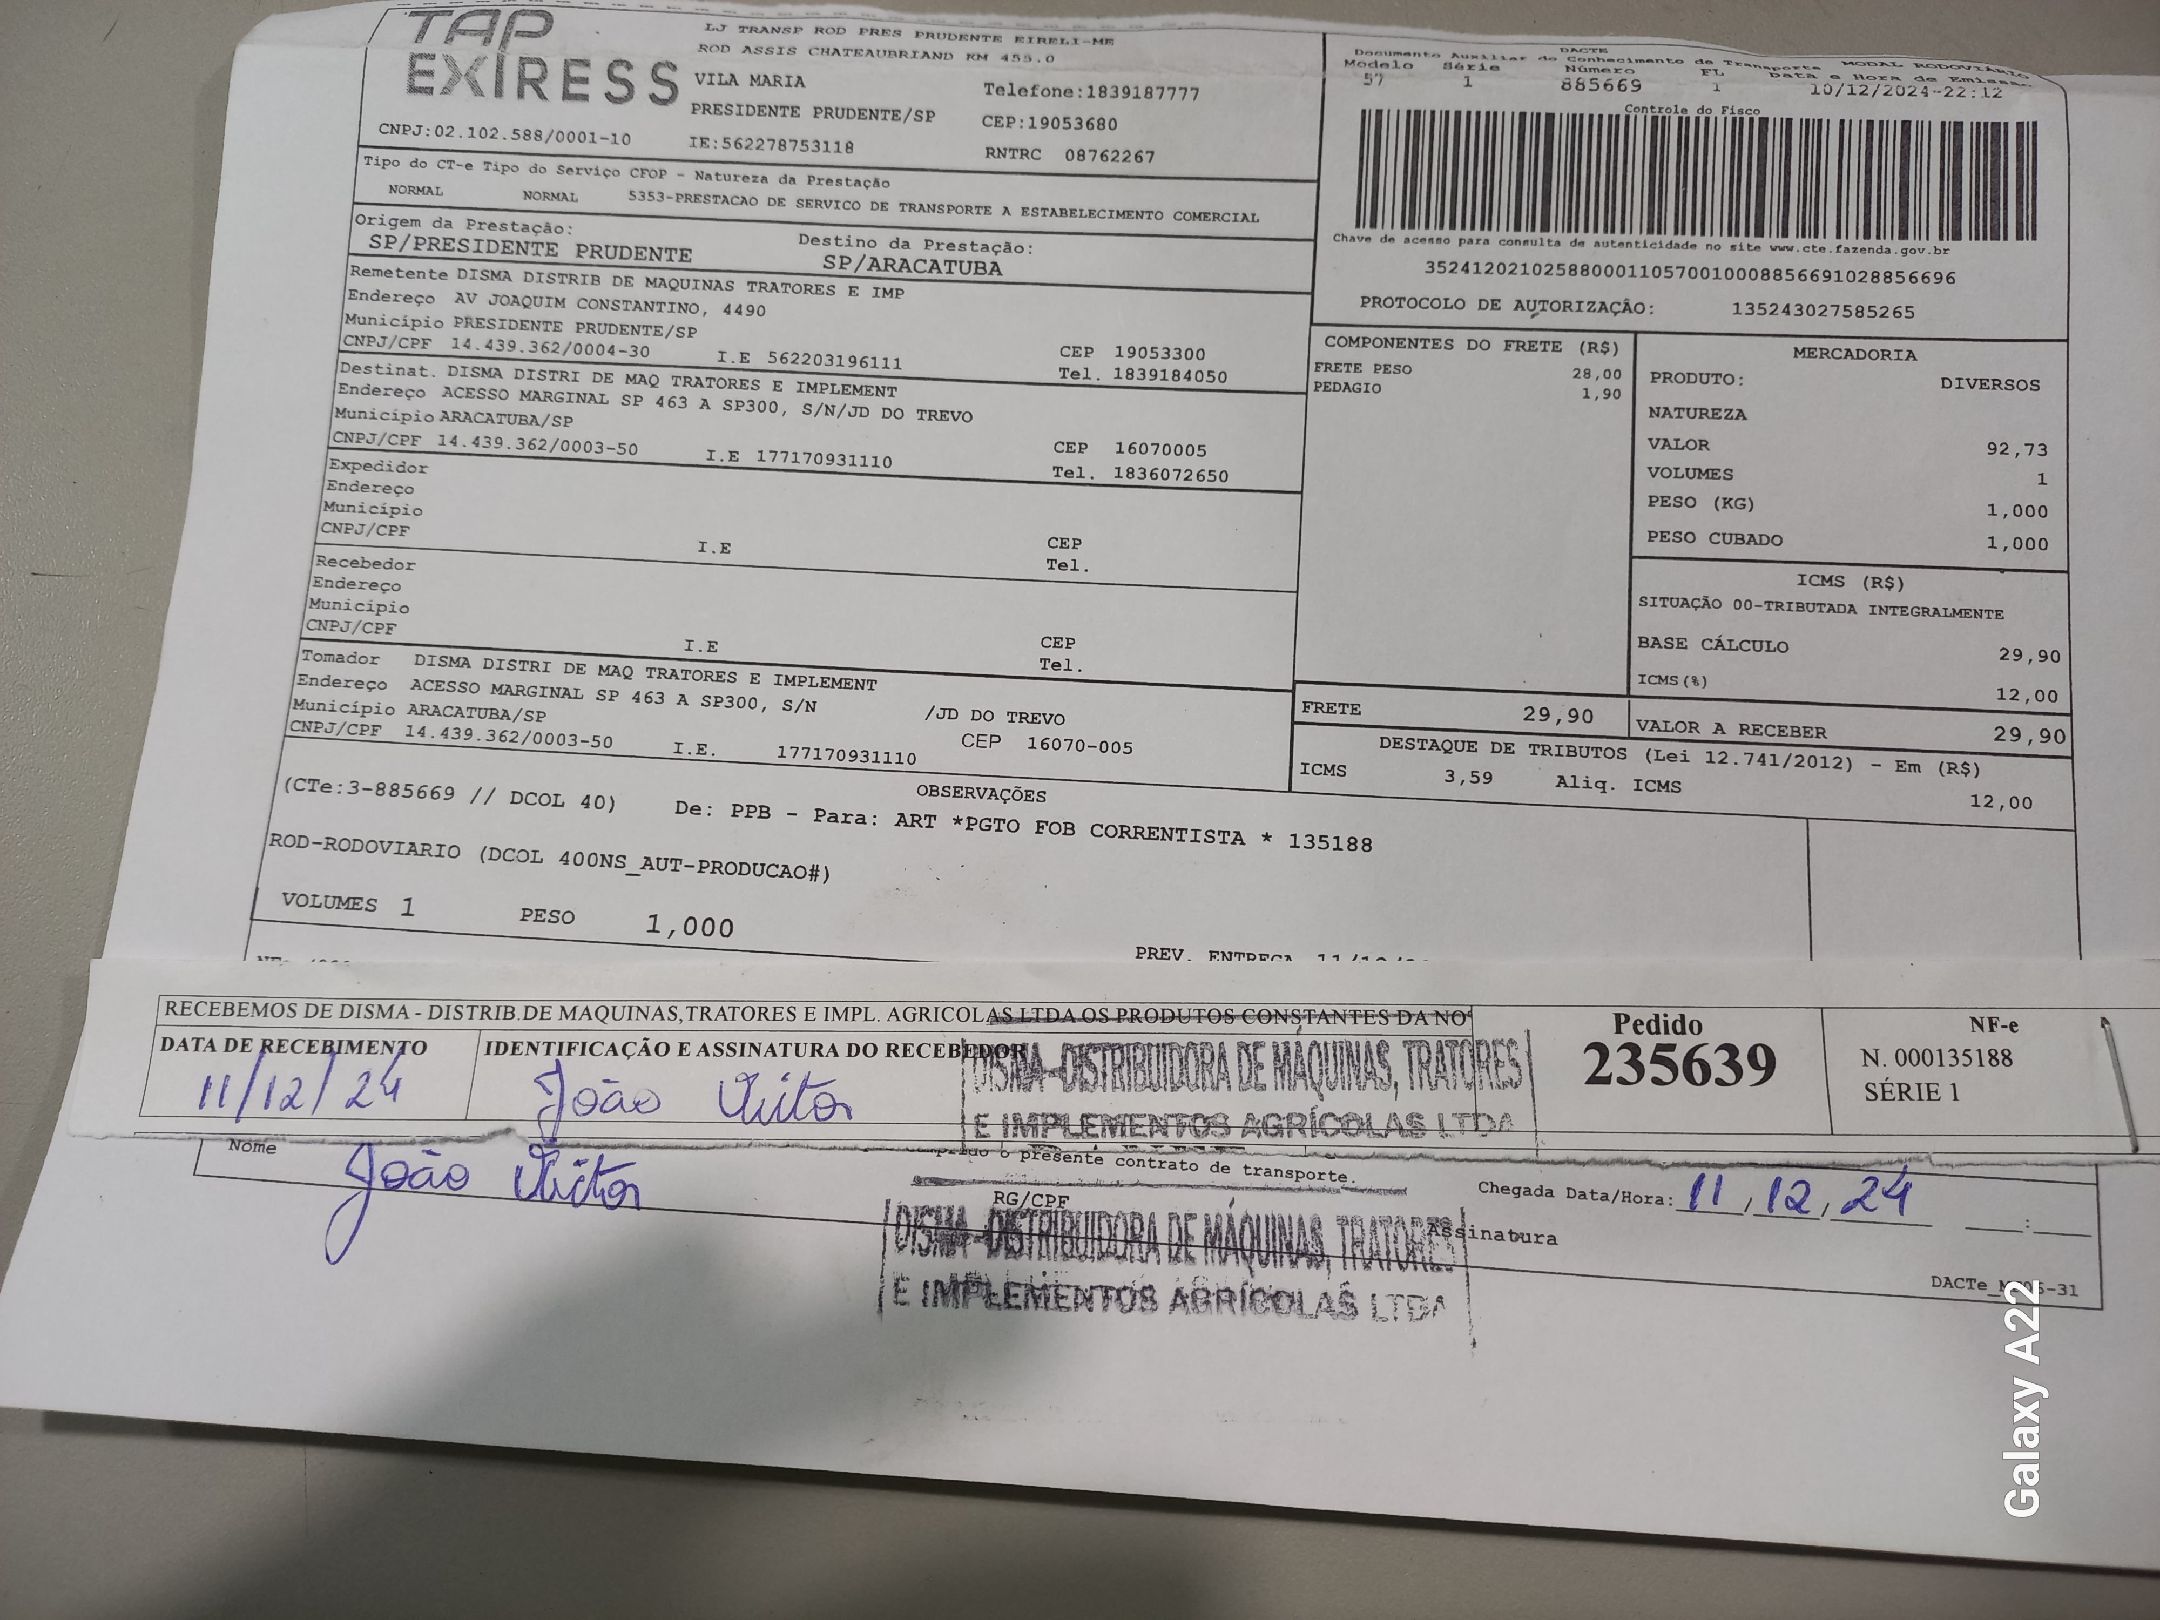 TAP
EXIRESS
LJ TRANSP ROD PRES PRUDENTE EIRELI-ME
ROD ASSIS CHATEAUBRIAND KM 455.0
VILA MARIA
Telefone:1839187777
PRESIDENTE PRUDENTE/SP
CEP:19053680
CNPJ:02.102.588/0001-10
IE:562278753118
RNTRC 08762267
DACTE
Documento Auxiliar do Conhecimento de Transporte MODAL RODOVIÁRIO
Modelo Série Número FL Data e Hora de Emissa
57 1 885669 1 10/12/2024-22:12
Controle do Fisco
Chave de acesso para consulta de autenticidade no site www.cte.fazenda.gov.br
35241202102588000110570010008856691028856696
PROTOCOLO DE AUTORIZAÇÃO: 135243027585265
Tipo do CT-e Tipo do Serviço CFOP - Natureza da Prestação
NORMAL NORMAL 5353-PRESTACAO DE SERVICO DE TRANSPORTE A ESTABELECIMENTO COMERCIAL
Origem da Prestação: Destino da Prestação:
SP/PRESIDENTE PRUDENTE SP/ARACATUBA
Remetente DISMA DISTRIB DE MAQUINAS TRATORES E IMP
Endereço AV JOAQUIM CONSTANTINO, 4490
Município PRESIDENTE PRUDENTE/SP CEP 19053300
CNPJ/CPF 14.439.362/0004-30 I.E 562203196111 Tel. 1839184050
Destinat. DISMA DISTRI DE MAQ TRATORES E IMPLEMENT
Endereço ACESSO MARGINAL SP 463 A SP300, S/N/JD DO TREVO
Município ARACATUBA/SP CEP 16070005
CNPJ/CPF 14.439.362/0003-50 I.E 177170931110 Tel. 1836072650
Expedidor
Endereço
Município CEP
CNPJ/CPF I.E Tel.
Recebedor
Endereço
Município CEP
CNPJ/CPF I.E Tel.
Tomador DISMA DISTRI DE MAQ TRATORES E IMPLEMENT
Endereço ACESSO MARGINAL SP 463 A SP300, S/N /JD DO TREVO
Município ARACATUBA/SP CEP 16070-005
CNPJ/CPF 14.439.362/0003-50 I.E. 177170931110
COMPONENTES DO FRETE (R$)
FRETE PESO 28,00
PEDAGIO 1,90
MERCADORIA
PRODUTO: DIVERSOS
NATUREZA
VALOR 92,73
VOLUMES 1
PESO (KG) 1,000
PESO CUBADO 1,000
ICMS (R$)
SITUAÇÃO 00-TRIBUTADA INTEGRALMENTE
BASE CÁLCULO 29,90
ICMS(%) 12,00
FRETE 29,90 VALOR A RECEBER 29,90
DESTAQUE DE TRIBUTOS (Lei 12.741/2012) - Em (R$)
ICMS 3,59 Aliq. ICMS 12,00
OBSERVAÇÕES
(CTe:3-885669 // DCOL 40) De: PPB - Para: ART *PGTO FOB CORRENTISTA * 135188
ROD-RODOVIARIO (DCOL 400NS_AUT-PRODUCAO#)
VOLUMES 1 PESO 1,000
PREV. ENTREGA 11/12/
RECEBEMOS DE DISMA - DISTRIB.DE MAQUINAS,TRATORES E IMPL. AGRICOLAS LTDA OS PRODUTOS CONSTANTES DA NO
DATA DE RECEBIMENTO IDENTIFICAÇÃO E ASSINATURA DO RECEBEDOR
11/12/24 João Victor
DISMA-DISTRIBUIDORA DE MÁQUINAS, TRATORES
E IMPLEMENTOS AGRÍCOLAS LTDA
Pedido
235639
NF-e
N. 000135188
SÉRIE 1
o presente contrato de transporte.
Nome João Victor
RG/CPF
Chegada Data/Hora: 11,12,24 __:__
Assinatura
DISMA-DISTRIBUIDORA DE MÁQUINAS, TRATORES
E IMPLEMENTOS AGRÍCOLAS LTDA
Galaxy A22